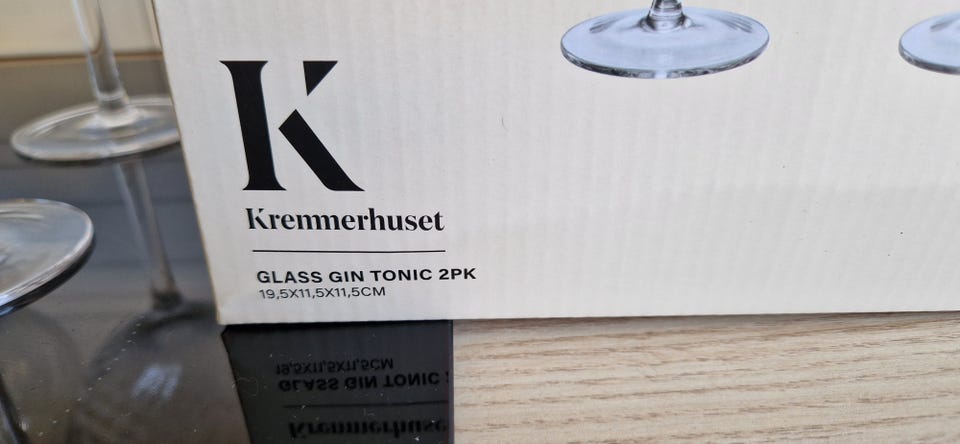 K
Kremmerhuset
GLASS GIN TONIC 2PK
19,5X11,5X11,5CM